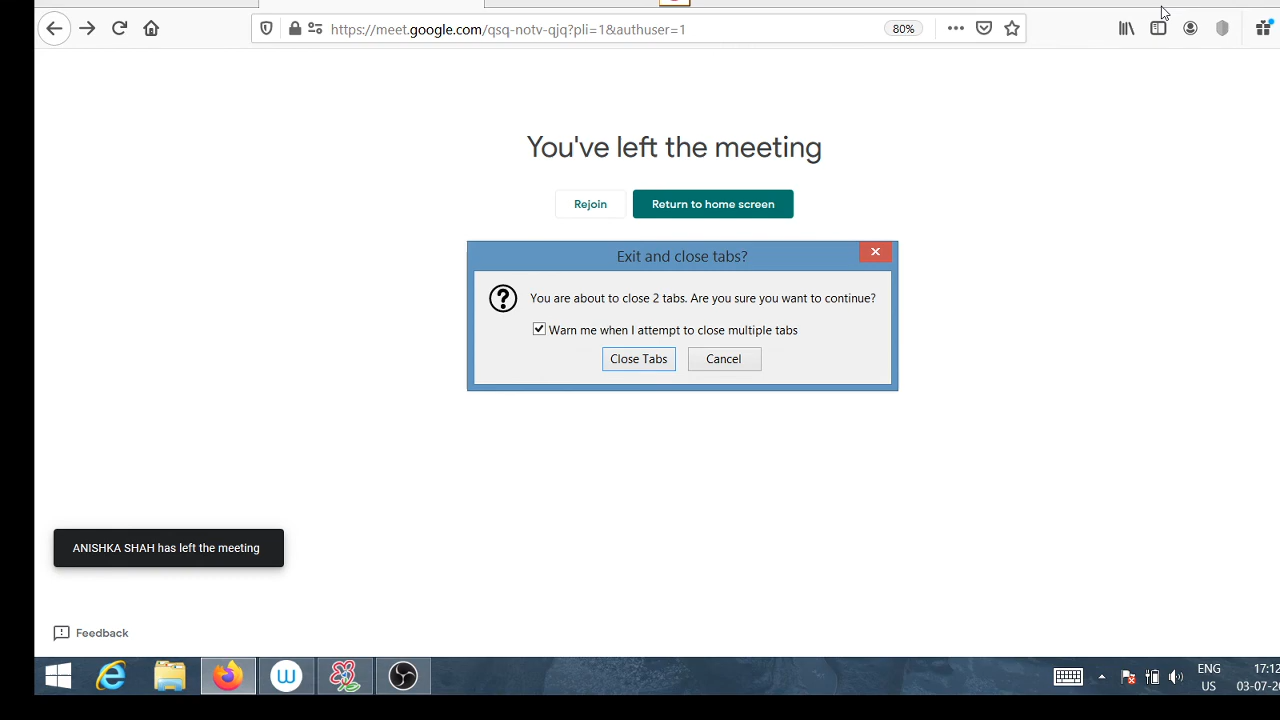 https://meet.google.com/qsq-notv-qjq?pli=1&authuser=1
80%
You've left the meeting
Rejoin
Return to home screen
Exit and close tabs?
You are about to close 2 tabs. Are you sure you want to continue?
Warn me when I attempt to close multiple tabs
Close Tabs
Cancel
ANISHKA SHAH has left the meeting
Feedback
ENG
17:12
US
03-07-20